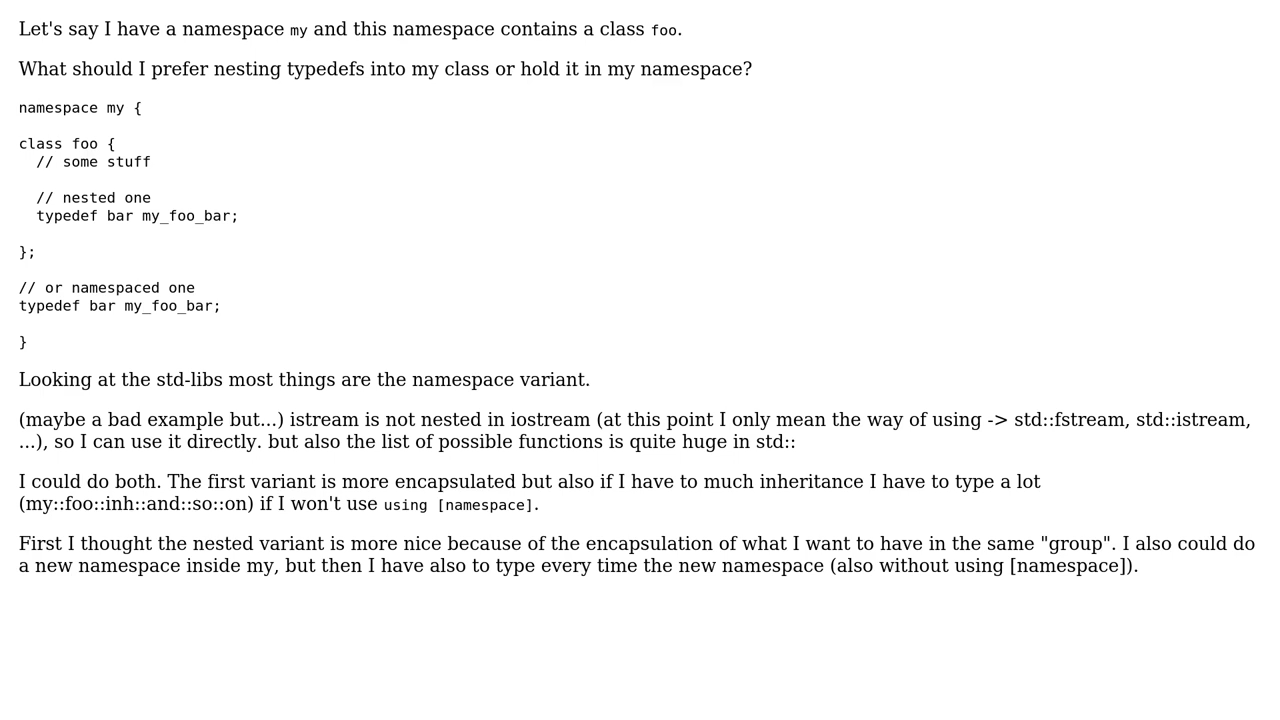 Let's say I have a namespace my and this namespace contains a class foo.
What should I prefer nesting typedefs into my class or hold it in my namespace?
namespace my {
class foo {
  // some stuff
  // nested one
  typedef bar my_foo_bar;
};
// or namespaced one
typedef bar my_foo_bar;
}
Looking at the std-libs most things are the namespace variant.
(maybe a bad example but...) istream is not nested in iostream (at this point I only mean the way of using -> std::fstream, std::istream,
...), so I can use it directly. but also the list of possible functions is quite huge in std::
I could do both. The first variant is more encapsulated but also if I have to much inheritance I have to type a lot
(my::foo::inh::and::so::on) if I won't use using [namespace].
First I thought the nested variant is more nice because of the encapsulation of what I want to have in the same "group". I also could do
a new namespace inside my, but then I have also to type every time the new namespace (also without using [namespace]).